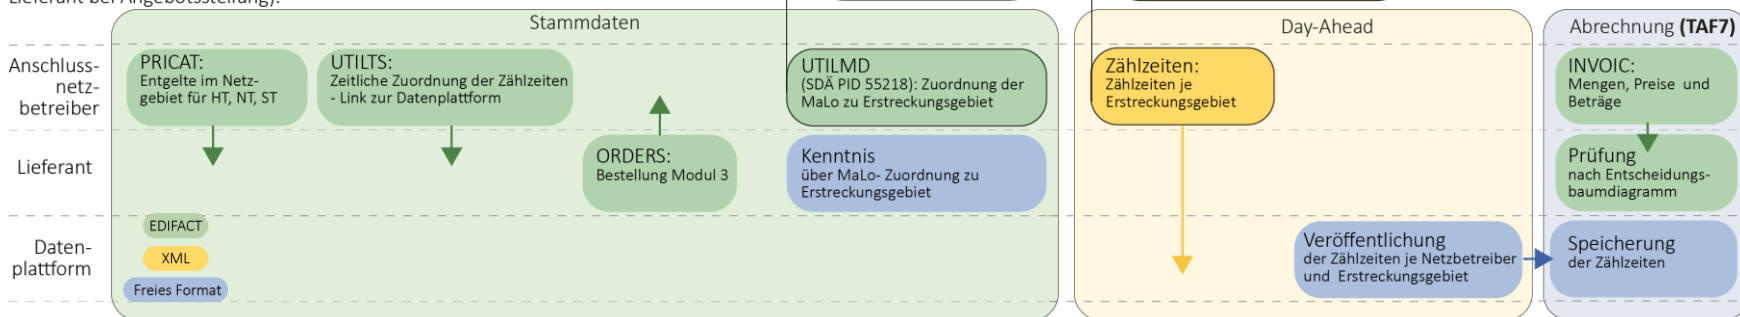 Lieferant bei Angebotsstellung).
Stammdaten
Day-Ahead
Abrechnung (TAF7)
Anschluss-
netz-
betreiber
PRICAT:
Entgelte im Netz-
gebiet für HT, NT, ST
UTILTS:
Zeitliche Zuordnung der Zählzeiten
- Link zur Datenplattform
UTILMD
(SDÄ PID 55218): Zuordnung der
MaLo zu Erstreckungsgebiet
Zählzeiten:
Zählzeiten je
Erstreckungsgebiet
INVOIC:
Mengen, Preise und
Beträge
Lieferant
ORDERS:
Bestellung Modul 3
Kenntnis
über MaLo- Zuordnung zu
Erstreckungsgebiet
Prüfung
nach Entscheidungs-
baumdiagramm
Daten-
plattform
EDIFACT
XML
Freies Format
Veröffentlichung
der Zählzeiten je Netzbetreiber
und Erstreckungsgebiet
Speicherung
der Zählzeiten